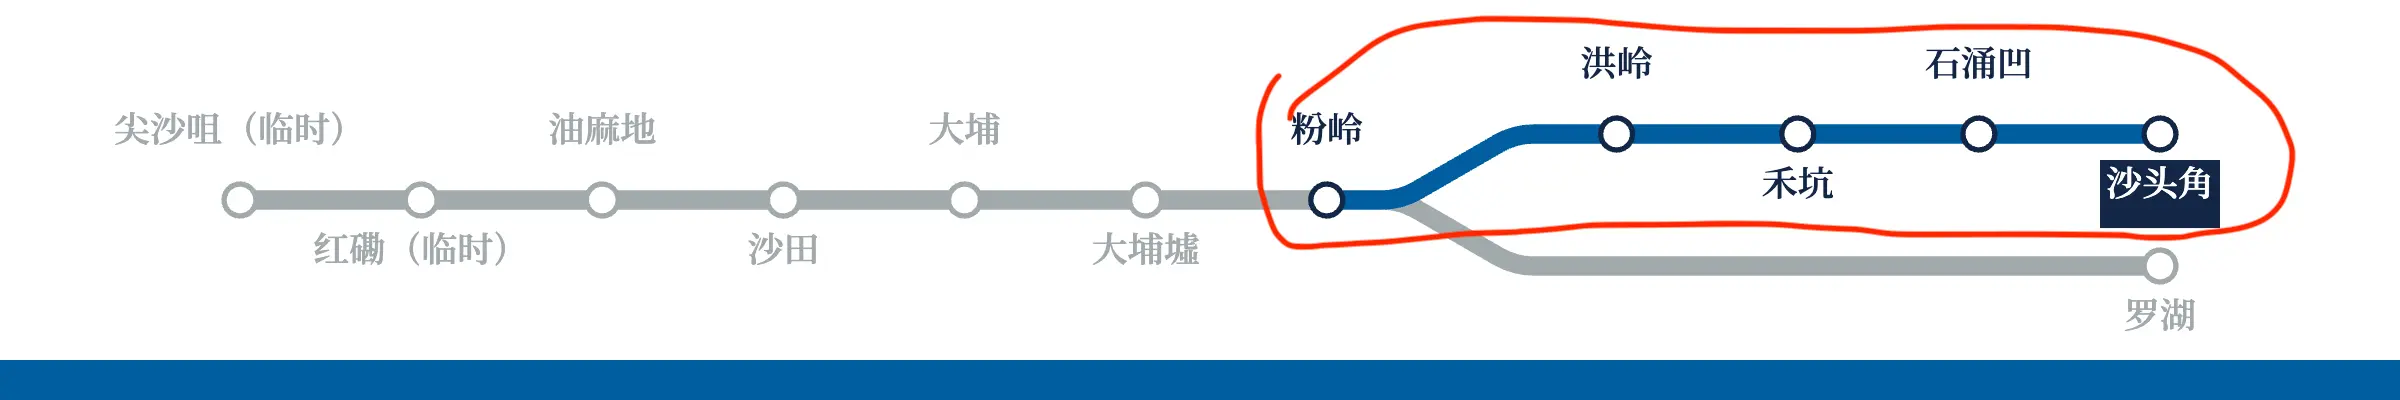 洪岭
石涌凹
尖沙咀（临时）
油麻地
大埔
粉岭
禾坑
沙头角
红磡（临时）
沙田
大埔墟
罗湖